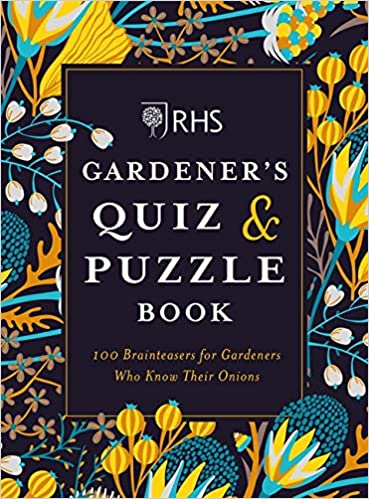 RHS
GARDENER'S
QUIZ &
PUZZLE
BOOK
100 Brainteasers for Gardeners
Who Know Their Onions